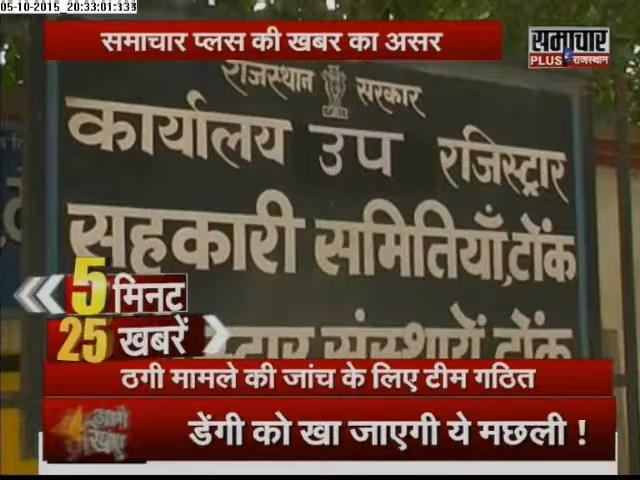 05-10-2015 20:33:01:333
समाचार प्लस की खबर का असर
समाचार
PLUS राजस्थान
राजस्थान सरकार
कार्यालय उप रजिस्ट्रार
सहकारी समितियाँ, टोंक
संस्थायें टोंक
5 मिनट
25 खबरें
ठगी मामले की जांच के लिए टीम गठित
डेंगी को खा जाएगी ये मछली !